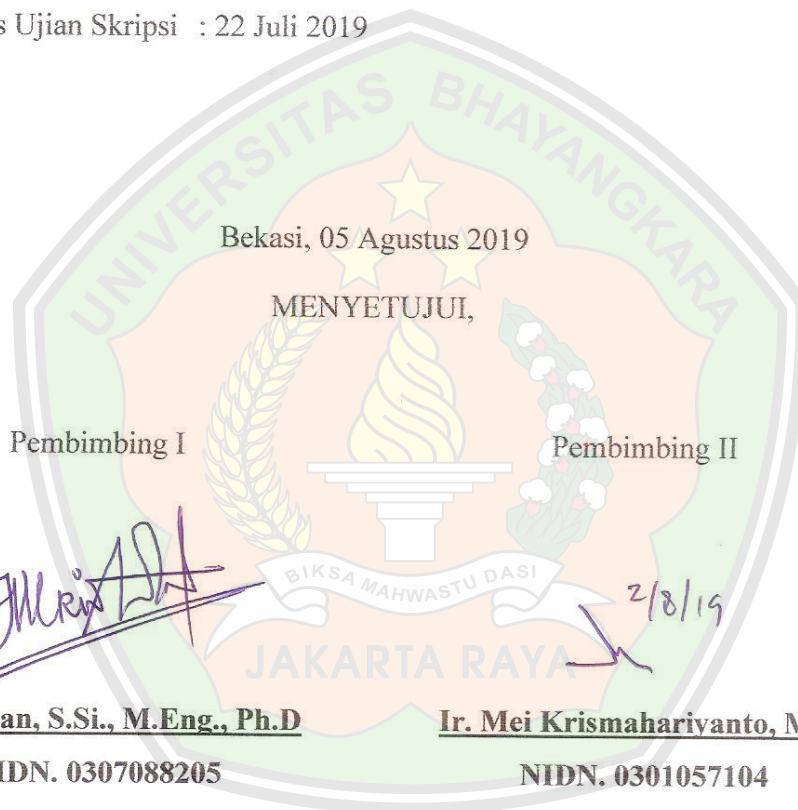 s Ujian Skripsi : 22 Juli 2019
UNIVERSITAS BHAYANGKARA
Bekasi, 05 Agustus 2019
MENYETUJUI,
Pembimbing I
Pembimbing II
BIKSA MAHWASTU DASI
2/8/19
JAKARTA RAYA
an, S.Si., M.Eng., Ph.D
Ir. Mei Krismahariyanto, M
IDN. 0307088205
NIDN. 0301057104